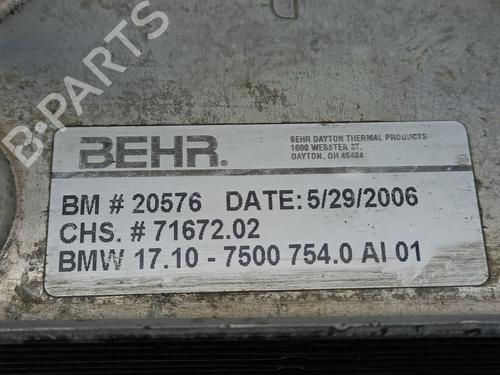 BEHR.
BEHR DAYTON THERMAL PRODUCTS
1600 WEBSTER ST.
DAYTON, OH 45404
BM # 20576 DATE: 5/29/2006
CHS. # 71672.02
BMW 17.10 - 7500 754.0 AI 01
B-PARTS